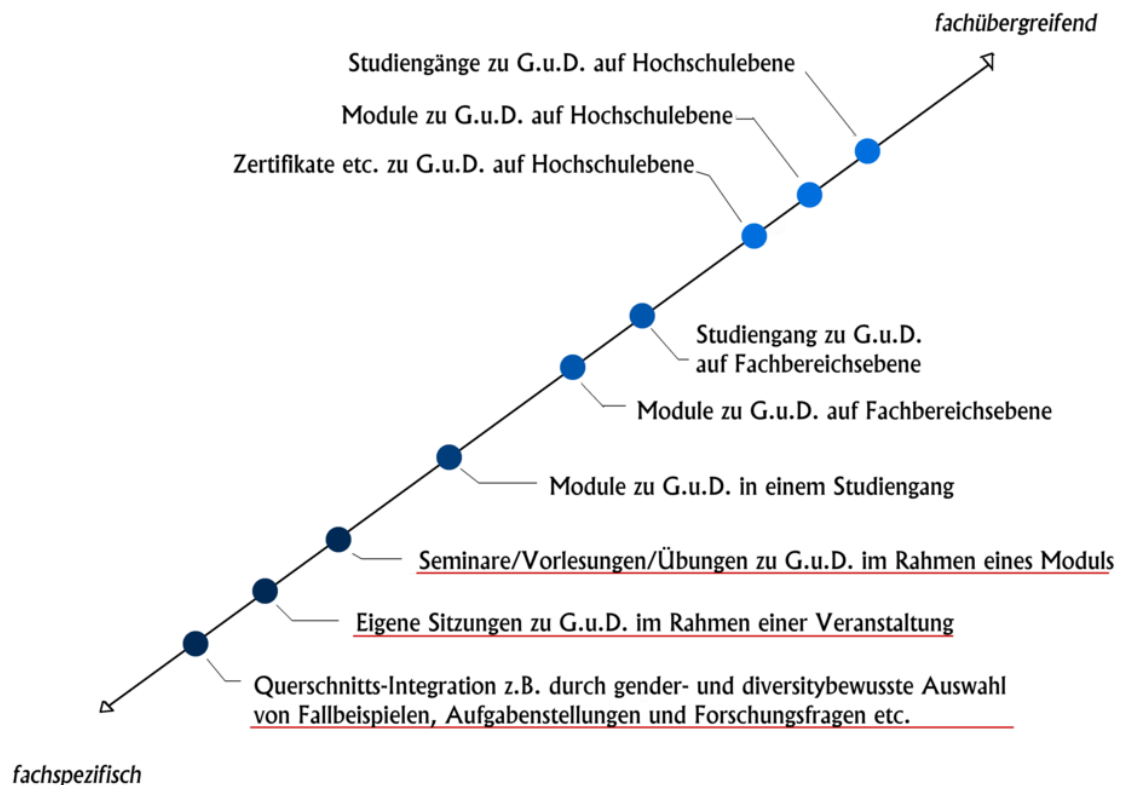 fachübergreifend
Studiengänge zu G.u.D. auf Hochschulebene
Module zu G.u.D. auf Hochschulebene
Zertifikate etc. zu G.u.D. auf Hochschulebene
Studiengang zu G.u.D.
auf Fachbereichsebene
Module zu G.u.D. auf Fachbereichsebene
Module zu G.u.D. in einem Studiengang
Seminare/Vorlesungen/Übungen zu G.u.D. im Rahmen eines Moduls
Eigene Sitzungen zu G.u.D. im Rahmen einer Veranstaltung
Querschnitts-Integration z.B. durch gender- und diversitybewusste Auswahl
von Fallbeispielen, Aufgabenstellungen und Forschungsfragen etc.
fachspezifisch